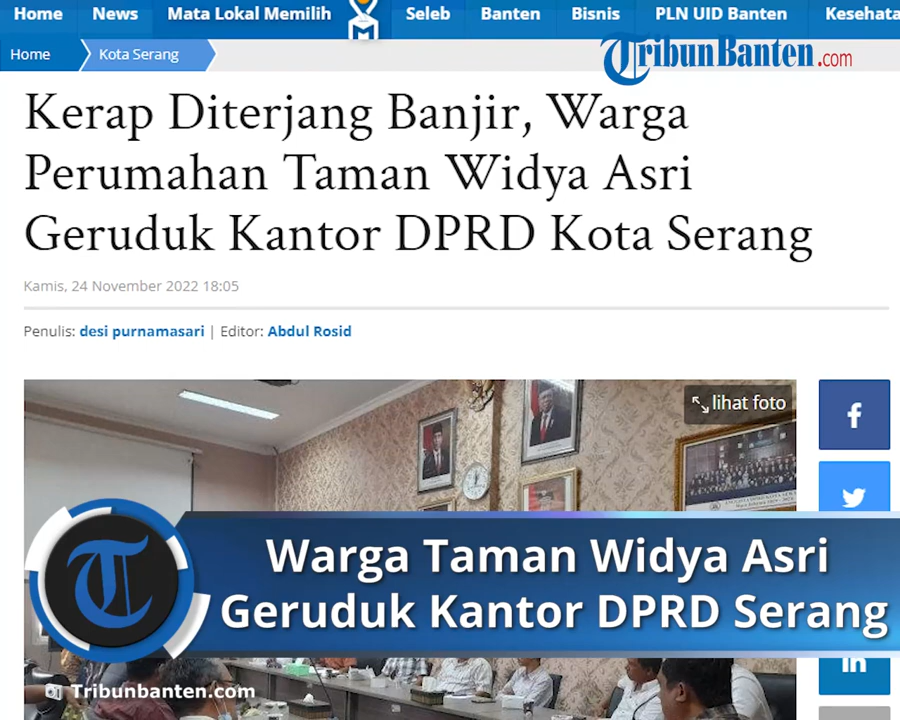 Home News Mata Lokal Memilih Seleb Banten Bisnis PLN UID Banten Kesehata
Home Kota Serang
TribunBanten.com
Kerap Diterjang Banjir, Warga
Perumahan Taman Widya Asri
Geruduk Kantor DPRD Kota Serang
Kamis, 24 November 2022 18:05
Penulis: desi purnamasari | Editor: Abdul Rosid
lihat foto
Warga Taman Widya Asri
Geruduk Kantor DPRD Serang
Tribunbanten.com